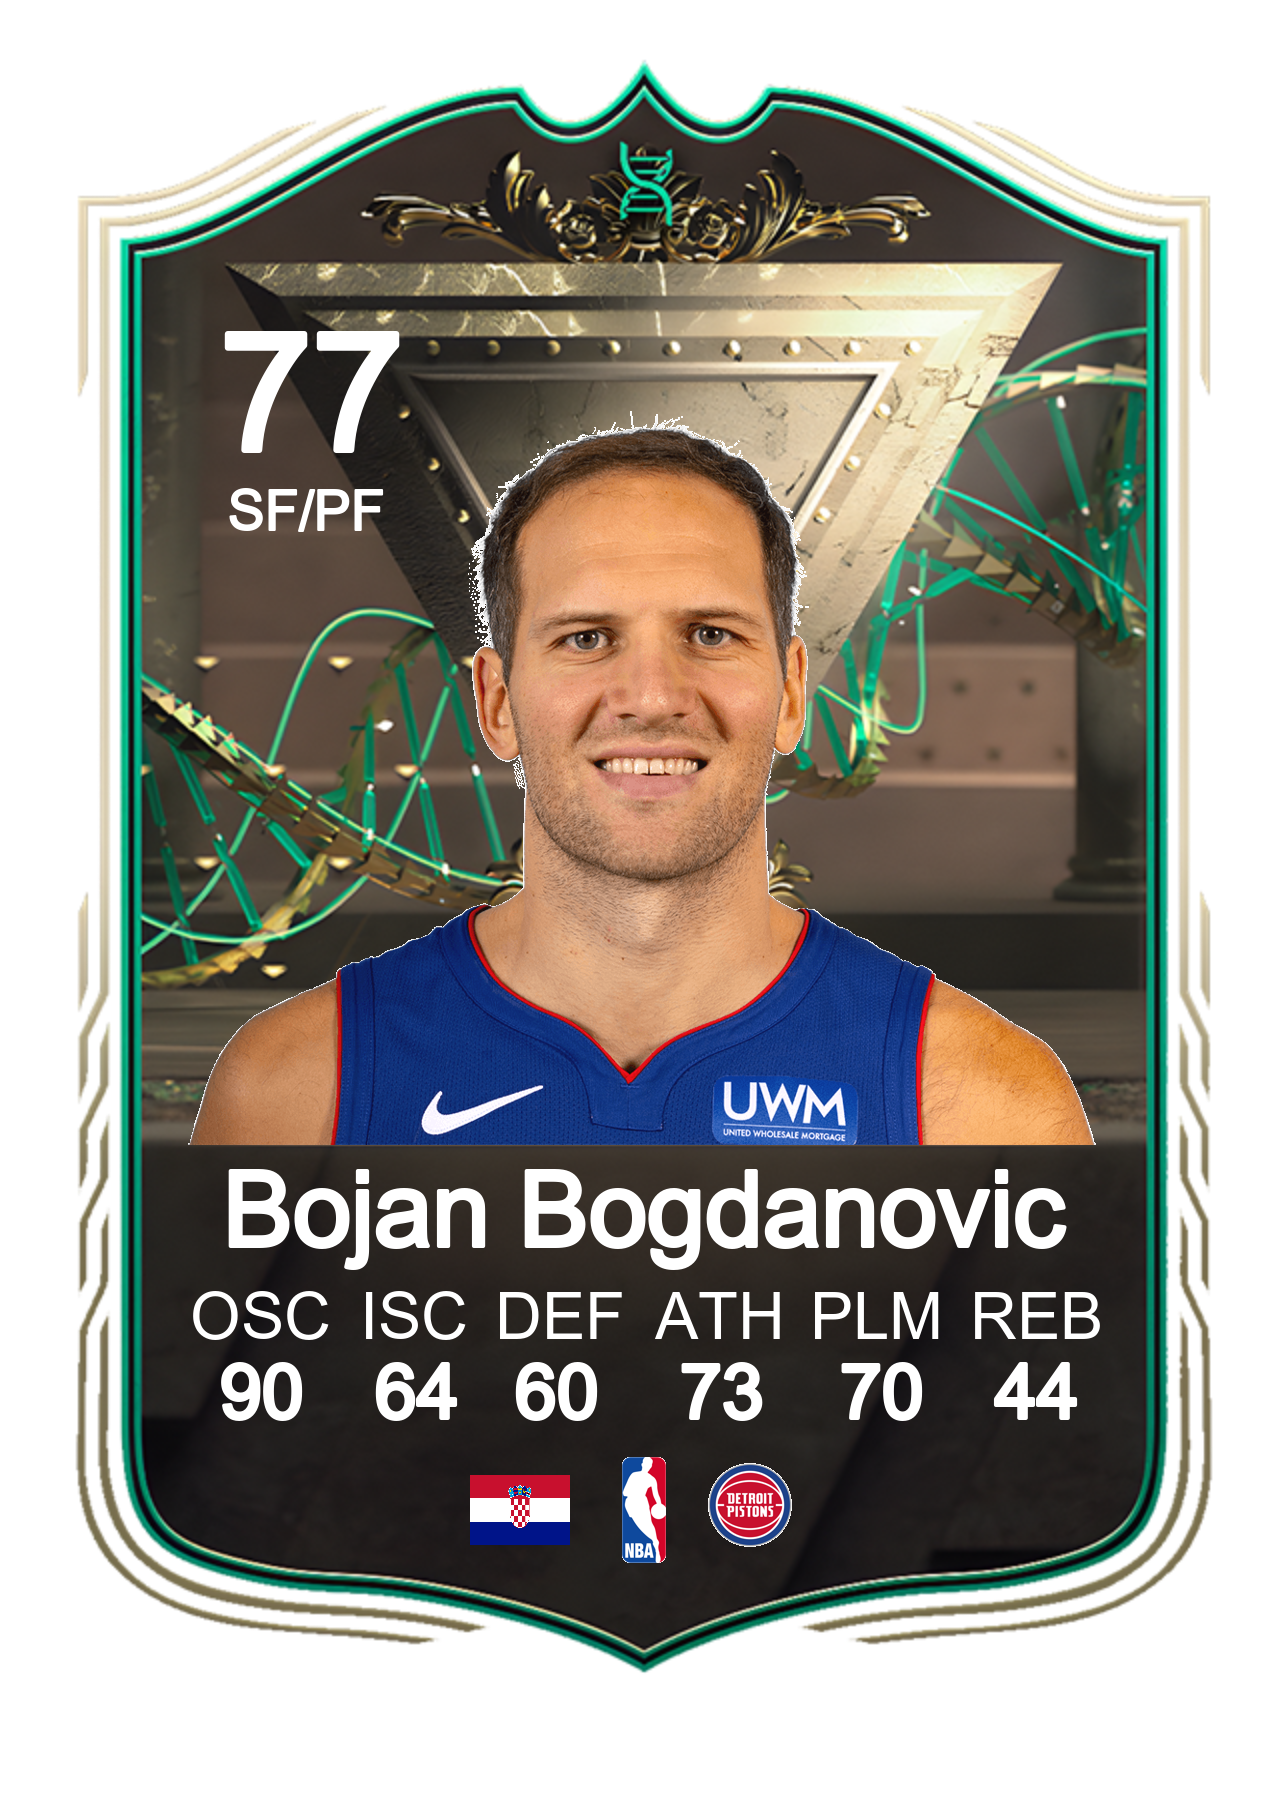 77
SF/PF
UWM
UNITED WHOLESALE MORTGAGE
Bojan Bogdanovic
OSC ISC DEF ATH PLM REB
90 64 60 73 70 44
NBA
DETROIT
PISTONS